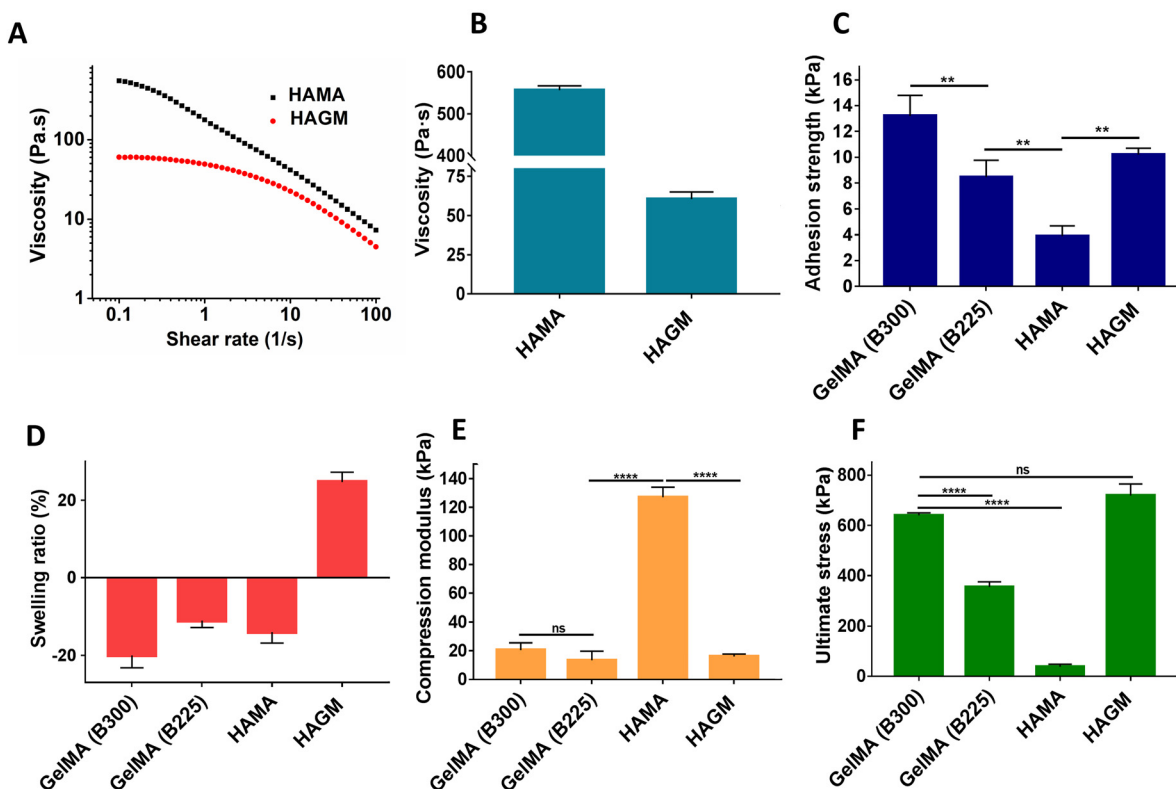 A
Viscosity (Pa.s)
100
10
1
HAMA
HAGM
0.1
1
10
100
Shear rate (1/s)
B
Viscosity (Pa·s)
600
500
400
75
50
25
0
HAMA
HAGM
C
Adhesion strength (kPa)
16
14
12
10
8
6
4
2
0
**
**
**
GelMA (B300)
GelMA (B225)
HAMA
HAGM
D
Swelling ratio (%)
20
0
-20
GelMA (B300)
GelMA (B225)
HAMA
HAGM
E
Compression modulus (kPa)
140
120
100
80
60
40
20
0
ns
****
****
GelMA (B300)
GelMA (B225)
HAMA
HAGM
F
Ultimate stress (kPa)
800
600
400
200
0
ns
****
****
GelMA (B300)
GelMA (B225)
HAMA
HAGM